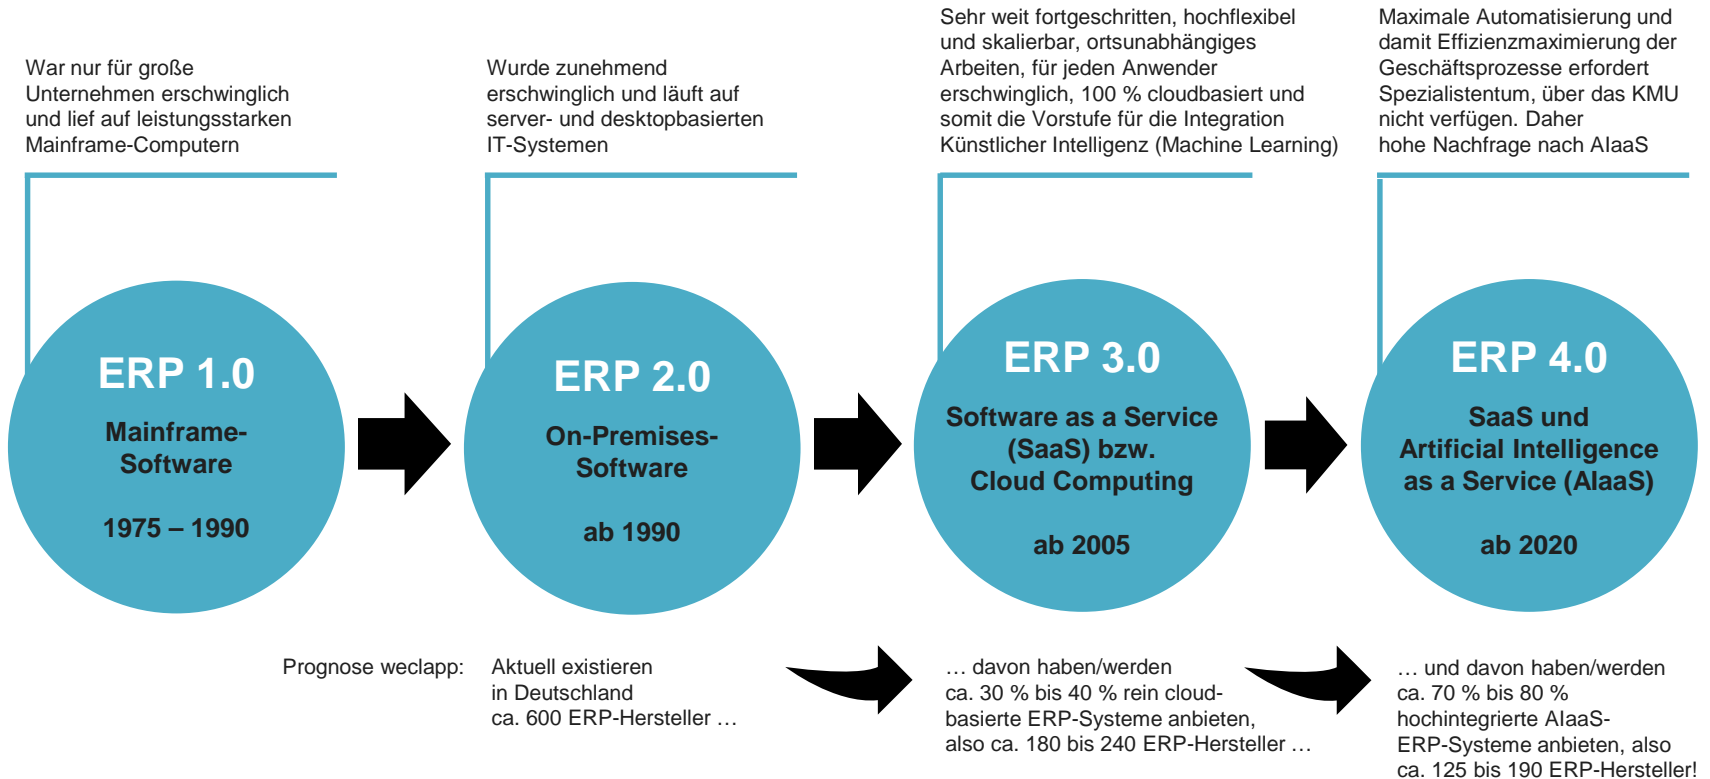 War nur für große
Unternehmen erschwinglich
und lief auf leistungsstarken
Mainframe-Computern
Wurde zunehmend
erschwinglich und läuft auf
server- und desktopbasierten
IT-Systemen
Sehr weit fortgeschritten, hochflexibel
und skalierbar, ortsunabhängiges
Arbeiten, für jeden Anwender
erschwinglich, 100 % cloudbasiert und
somit die Vorstufe für die Integration
Künstlicher Intelligenz (Machine Learning)
Maximale Automatisierung und
damit Effizienzmaximierung der
Geschäftsprozesse erfordert
Spezialistentum, über das KMU
nicht verfügen. Daher
hohe Nachfrage nach AIaaS
ERP 1.0
Mainframe-
Software
1975 – 1990
ERP 2.0
On-Premises-
Software
ab 1990
ERP 3.0
Software as a Service
(SaaS) bzw.
Cloud Computing
ab 2005
ERP 4.0
SaaS und
Artificial Intelligence
as a Service (AIaaS)
ab 2020
Prognose weclapp:
Aktuell existieren
in Deutschland
ca. 600 ERP-Hersteller …
… davon haben/werden
ca. 30 % bis 40 % rein cloud-
basierte ERP-Systeme anbieten,
also ca. 180 bis 240 ERP-Hersteller …
… und davon haben/werden
ca. 70 % bis 80 %
hochintegrierte AIaaS-
ERP-Systeme anbieten, also
ca. 125 bis 190 ERP-Hersteller!